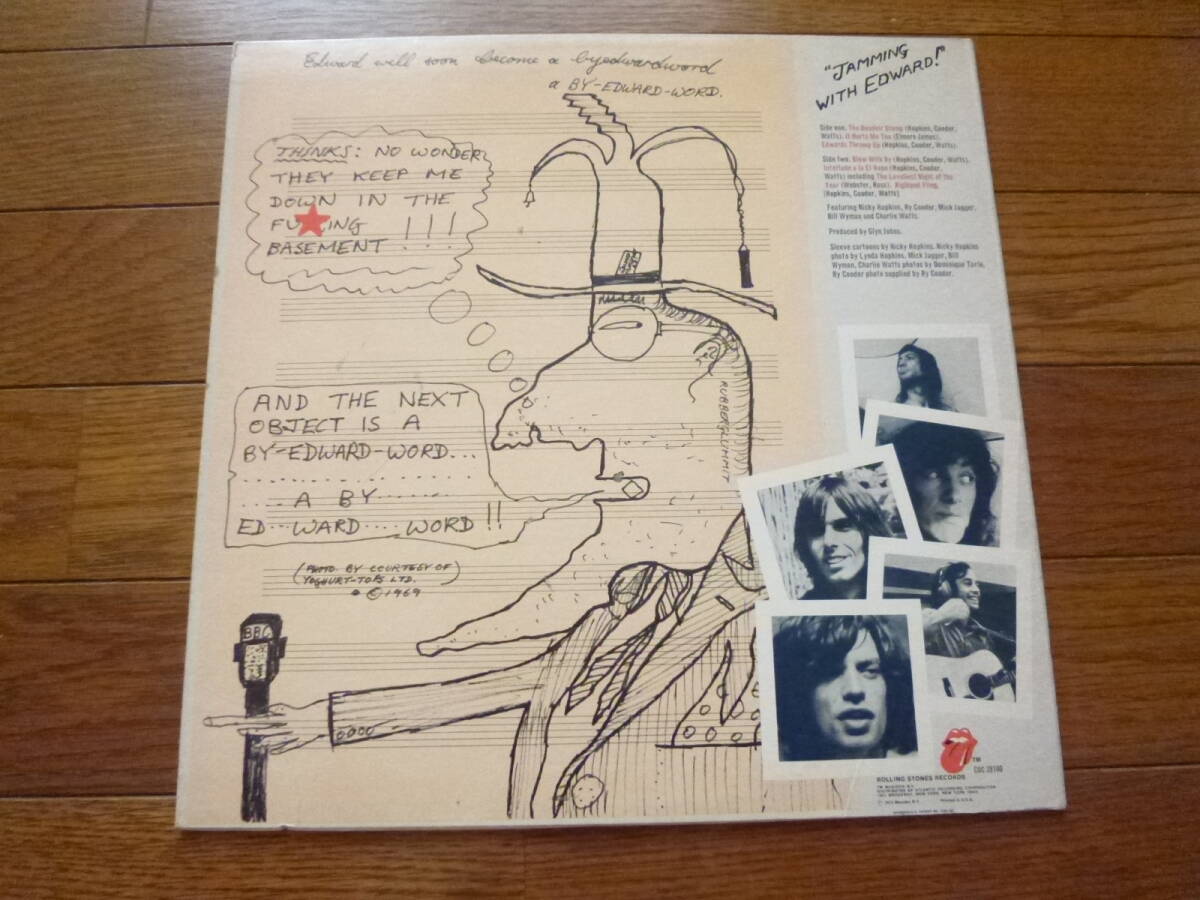 Edward will soon become a byedwardword
a BY-EDWARD-WORD.
THINKS: NO WONDER
THEY KEEP ME
DOWN IN THE
FU★ING !!!
BASEMENT . . .
AND THE NEXT
OBJECT IS A
BY-EDWARD-WORD...
....A BY......
ED...WARD....WORD!!
(PHOTO BY COURTESY OF
YOGHURT-TOPS LTD.)
© 1969
BBC
RUBBERGLUMMIT
"JAMMING
WITH EDWARD!"
Side one. The Boudoir Stomp (Hopkins, Cooder,
Watts). It Hurts Me Too (Elmore James).
Edwards Thrump Up (Hopkins, Cooder, Watts).
Side two. Blow With Ry (Hopkins, Cooder, Watts).
Interlude a la El Hopo (Hopkins, Cooder,
Watts) including The Loveliest Night of the
Year (Webster, Ross). Highland Fling.
(Hopkins, Cooder, Watts)
Featuring Nicky Hopkins, Ry Cooder, Mick Jagger,
Bill Wyman and Charlie Watts.
Produced by Glyn Johns.
Sleeve cartoons by Nicky Hopkins. Nicky Hopkins
photo by Lynda Hopkins. Mick Jagger, Bill
Wyman, Charlie Watts photos by Dominique Tarle.
Ry Cooder photo supplied by Ry Cooder.
TM
COC 39100
ROLLING STONES RECORDS